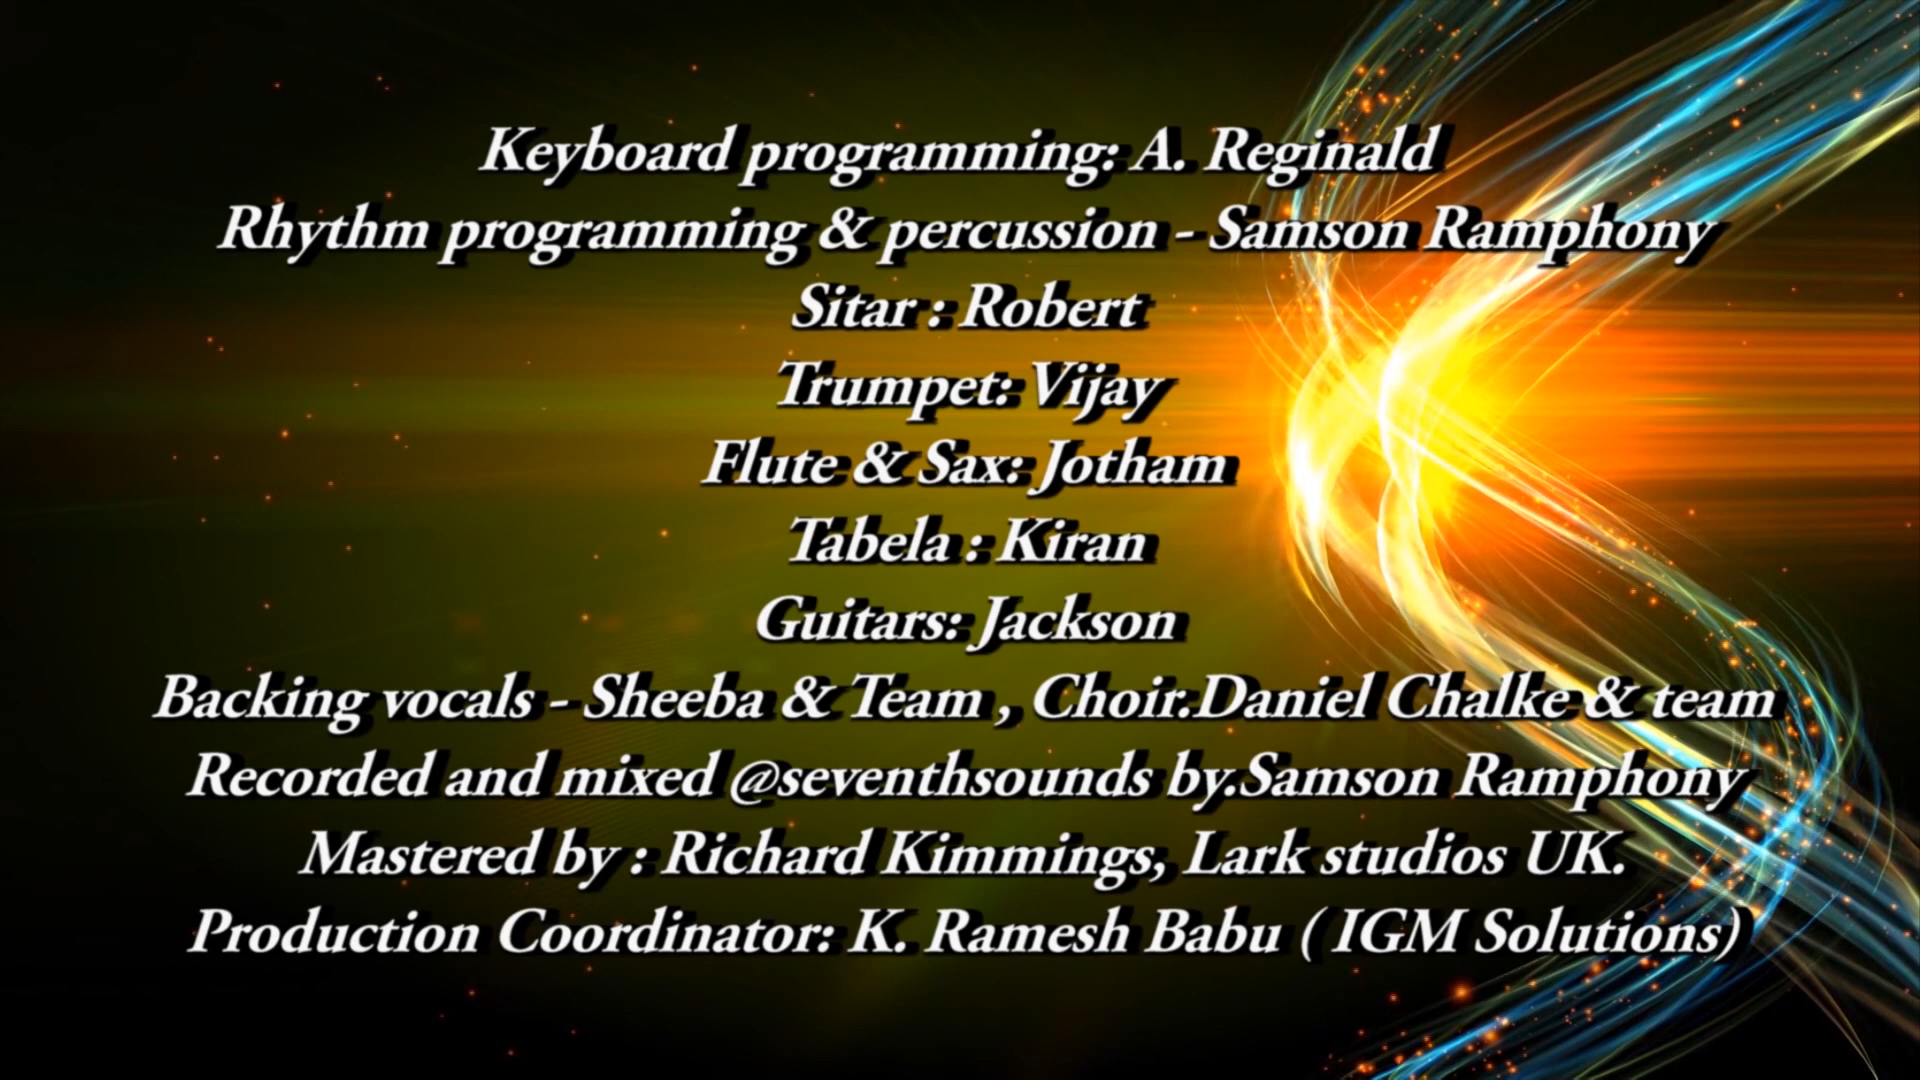 Keyboard programming: A. Reginald
Rhythm programming & percussion - Samson Ramphony
Sitar : Robert
Trumpet: Vijay
Flute & Sax: Jotham
Tabela : Kiran
Guitars: Jackson
Backing vocals - Sheeba & Team , Choir.Daniel Chalke & team
Recorded and mixed @seventhsounds by.Samson Ramphony
Mastered by : Richard Kimmings, Lark studios UK.
Production Coordinator: K. Ramesh Babu ( IGM Solutions)